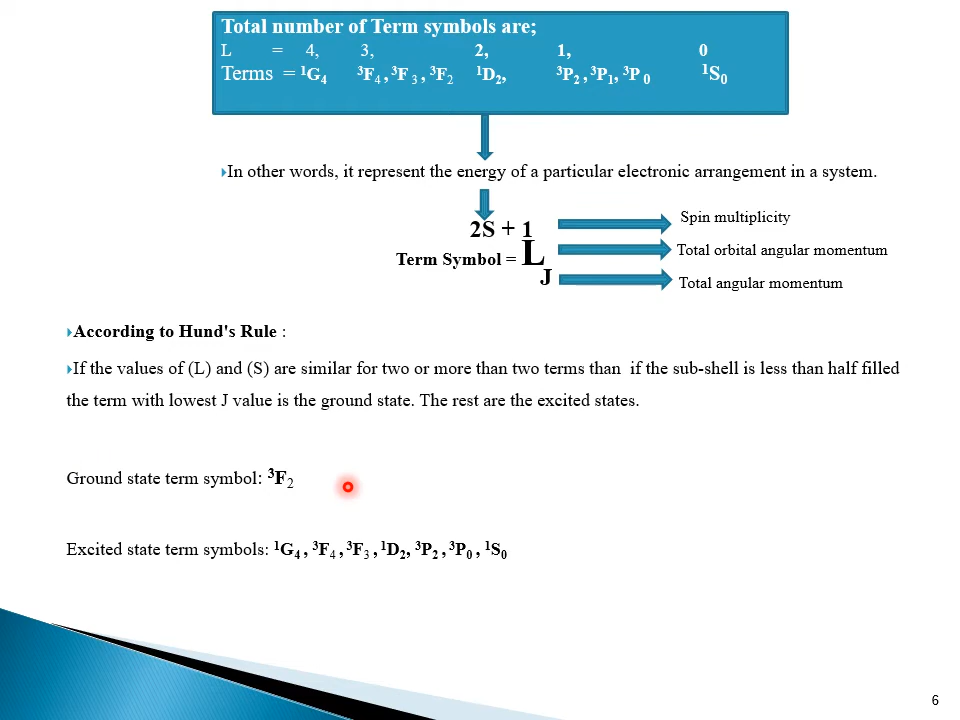 Total number of Term symbols are;
L = 4, 3, 2, 1, 0
Terms = ¹G₄ ³F₄ , ³F ₃ , ³F₂ ¹D₂, ³P₂ , ³P₁, ³P ₀ ¹S₀
In other words, it represent the energy of a particular electronic arrangement in a system.
2S + 1
Spin multiplicity
Term Symbol = L
Total orbital angular momentum
J
Total angular momentum
According to Hund's Rule :
If the values of (L) and (S) are similar for two or more than two terms than if the sub-shell is less than half filled
the term with lowest J value is the ground state. The rest are the excited states.
Ground state term symbol: ³F₂
Excited state term symbols: ¹G₄ , ³F₄ , ³F₃ , ¹D₂, ³P₂ , ³P₀ , ¹S₀
6